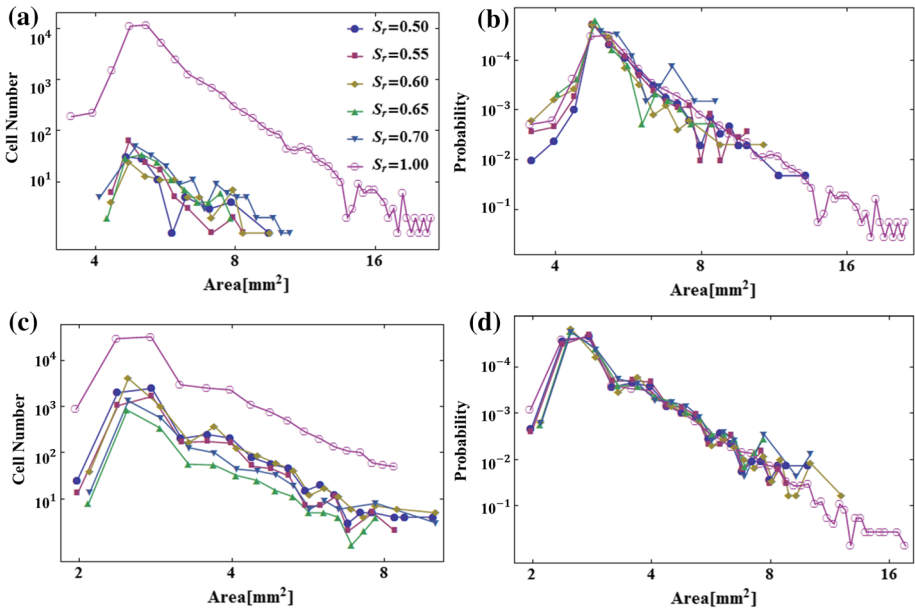 (a)
Cell Number
10^4
10^3
10^2
10^1
4
8
16
Area[mm^2]
S_r=0.50
S_r=0.55
S_r=0.60
S_r=0.65
S_r=0.70
S_r=1.00
(b)
Probability
10^-4
10^-3
10^-2
10^-1
4
8
16
Area[mm^2]
(c)
Cell Number
10^4
10^3
10^2
10^1
2
4
8
Area[mm^2]
(d)
Probability
10^-4
10^-3
10^-2
10^-1
2
4
8
16
Area[mm^2]